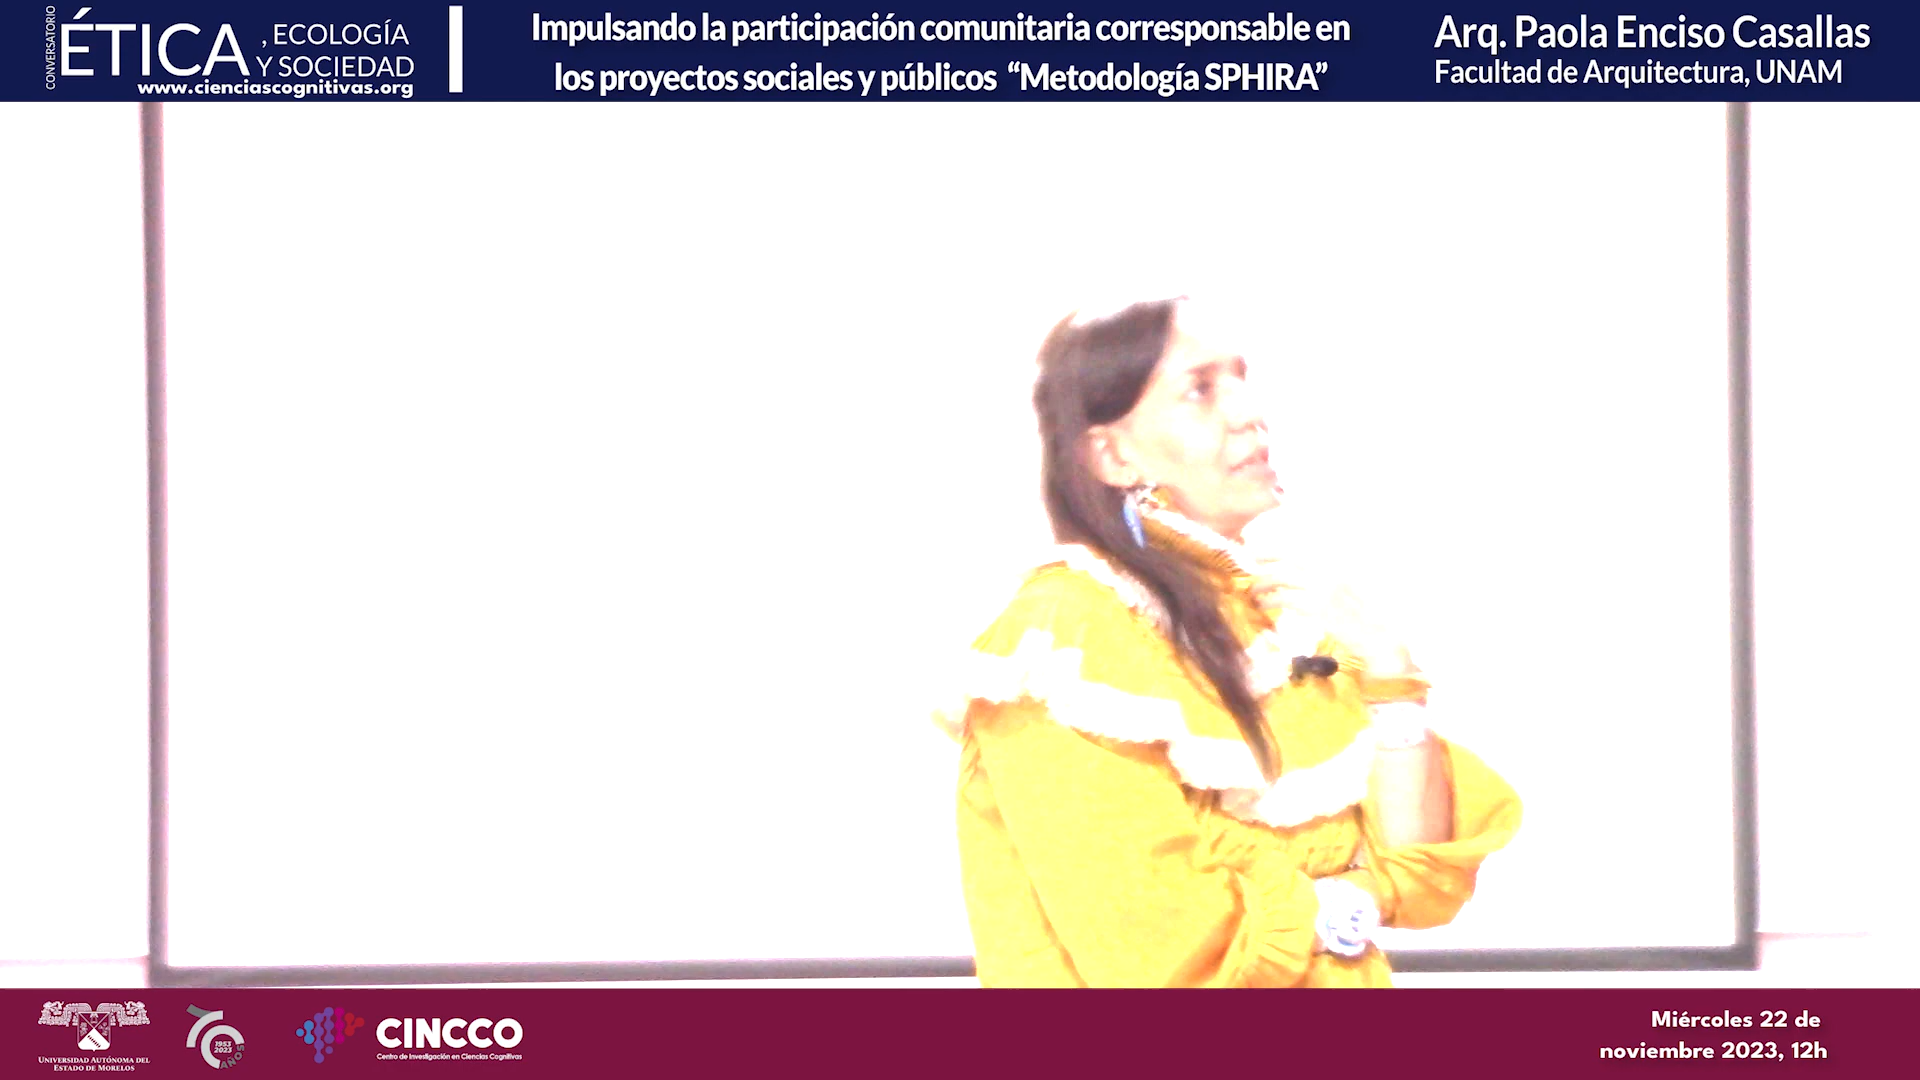 CONVERSATORIO
ÉTICA, ECOLOGÍA
Y SOCIEDAD
www.cienciascognitivas.org
Impulsando la participación comunitaria corresponsable en
los proyectos sociales y públicos “Metodología SPHIRA”
Arq. Paola Enciso Casallas
Facultad de Arquitectura, UNAM
UNIVERSIDAD AUTÓNOMA DEL
ESTADO DE MORELOS
70
1953
2023
AÑOS
CINCCO
Centro de Investigación en Ciencias Cognitivas
Miércoles 22 de
noviembre 2023, 12h